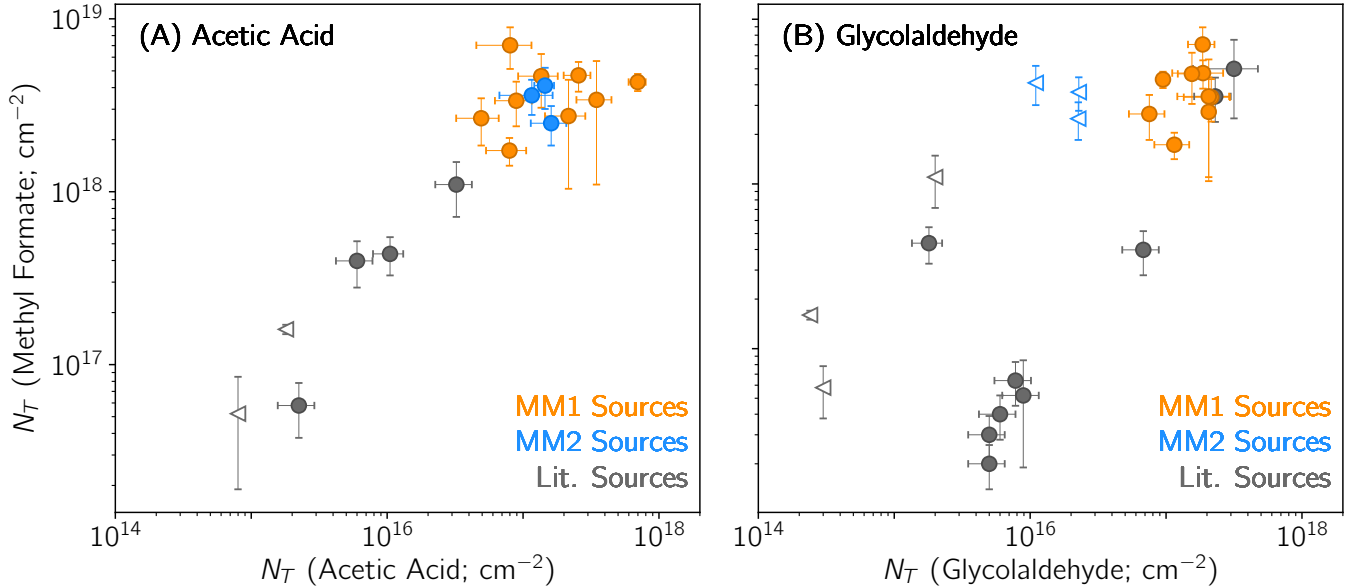 (A) Acetic Acid
10^19
10^18
10^17
N_T (Methyl Formate; cm^−2)
MM1 Sources
MM2 Sources
Lit. Sources
10^14
10^16
10^18
N_T (Acetic Acid; cm^−2)
(B) Glycolaldehyde
MM1 Sources
MM2 Sources
Lit. Sources
10^14
10^16
10^18
N_T (Glycolaldehyde; cm^−2)